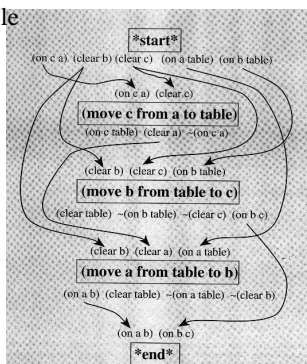 le
*start*
(on c a) (clear b) (clear c) (on a table) (on b table)
(on c a) (clear c)
(move c from a to table)
(on c table) (clear a) ~(on c a)
(clear b) (clear c) (on b table)
(move b from table to c)
(clear table) ~(on b table) ~(clear c) (on b c)
(clear b) (clear a) (on a table)
(move a from table to b)
(on a b) (clear table) ~(on a table) ~(clear b)
(on a b) (on b c)
*end*